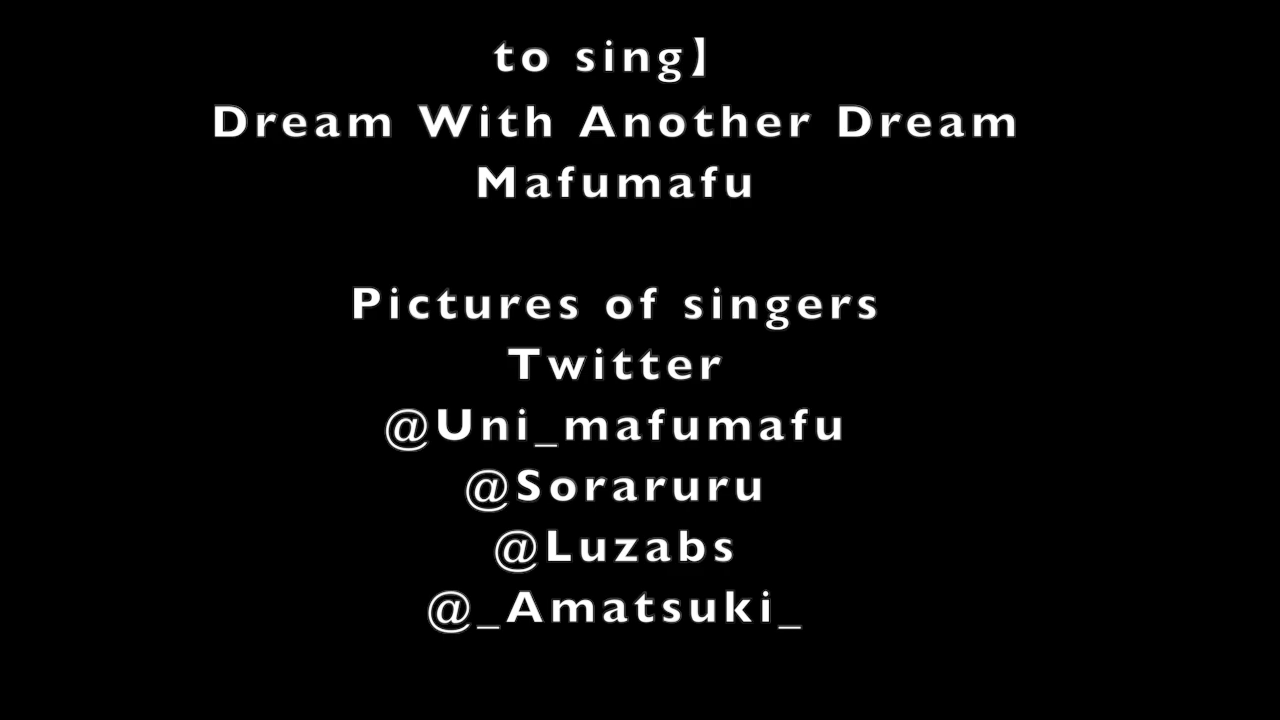 to sing】
Dream With Another Dream
Mafumafu
Pictures of singers
Twitter
@Uni_mafumafu
@Soraruru
@Luzabs
@_Amatsuki_